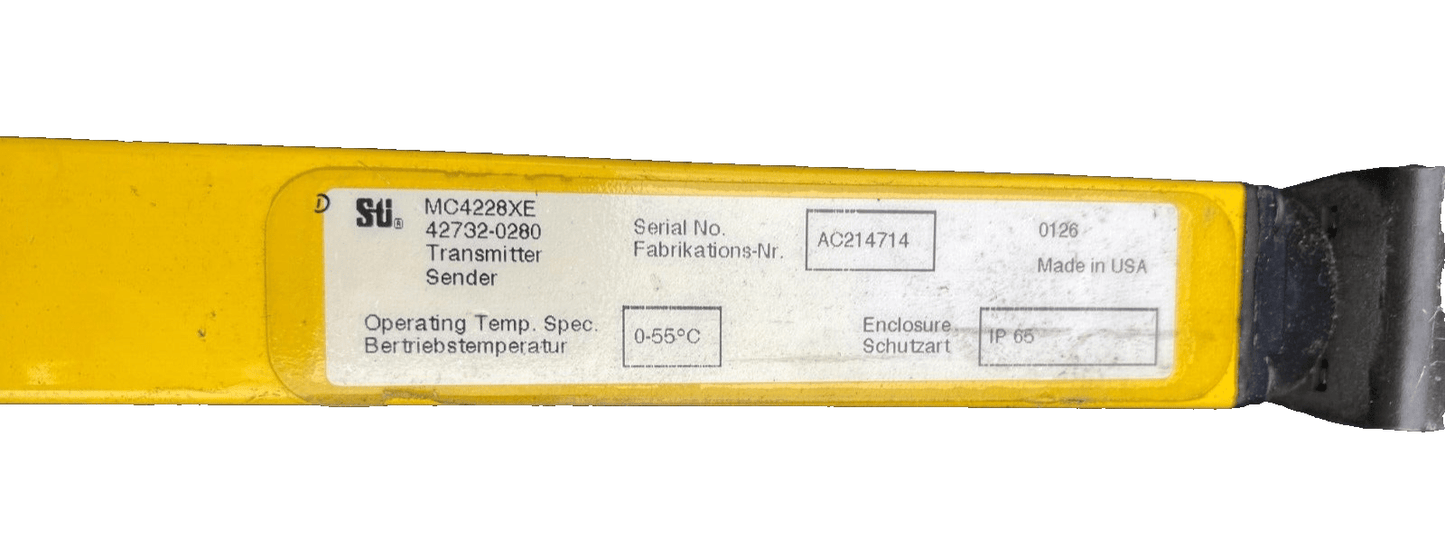 D
Sti®
MC4228XE
42732-0280
Transmitter
Sender
Serial No.
Fabrikations-Nr.
AC214714
0126
Made in USA
Operating Temp. Spec.
Bertriebstemperatur
0-55°C
Enclosure
Schutzart
IP 65